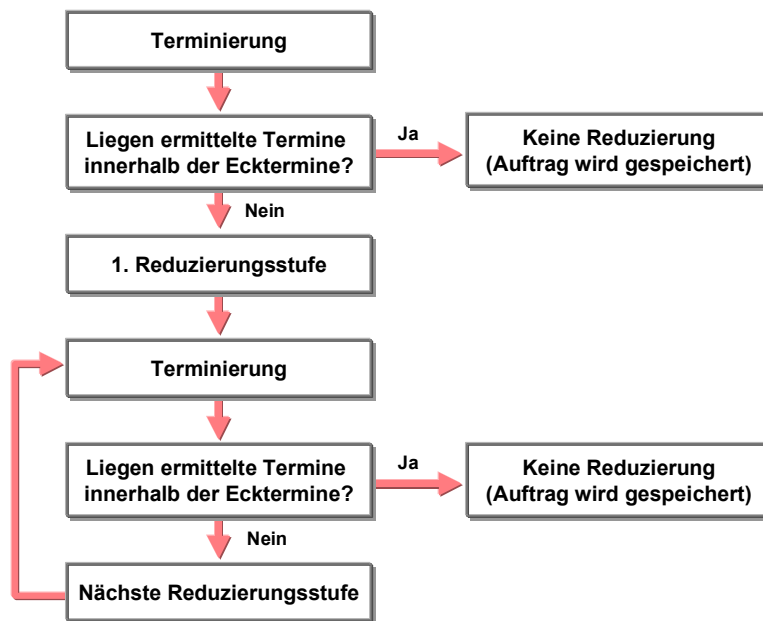 Terminierung
Liegen ermittelte Termine
innerhalb der Ecktermine?
Ja
Keine Reduzierung
(Auftrag wird gespeichert)
Nein
1. Reduzierungsstufe
Terminierung
Liegen ermittelte Termine
innerhalb der Ecktermine?
Ja
Keine Reduzierung
(Auftrag wird gespeichert)
Nein
Nächste Reduzierungsstufe